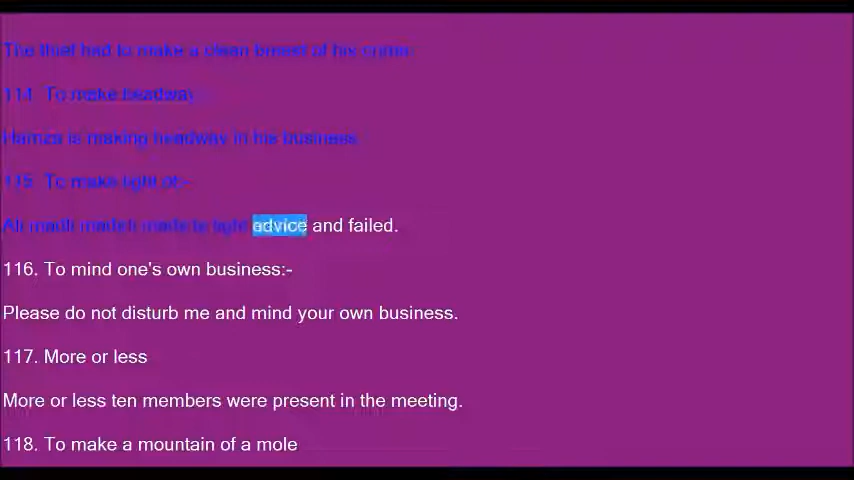 The thief had to make a clean breast of his crime.
114. To make headway:-
Hamza is making headway in his business.
115. To make light of:-
Ali light advice and failed.
116. To mind one's own business:-
Please do not disturb me and mind your own business.
117. More or less
More or less ten members were present in the meeting.
118. To make a mountain of a mole